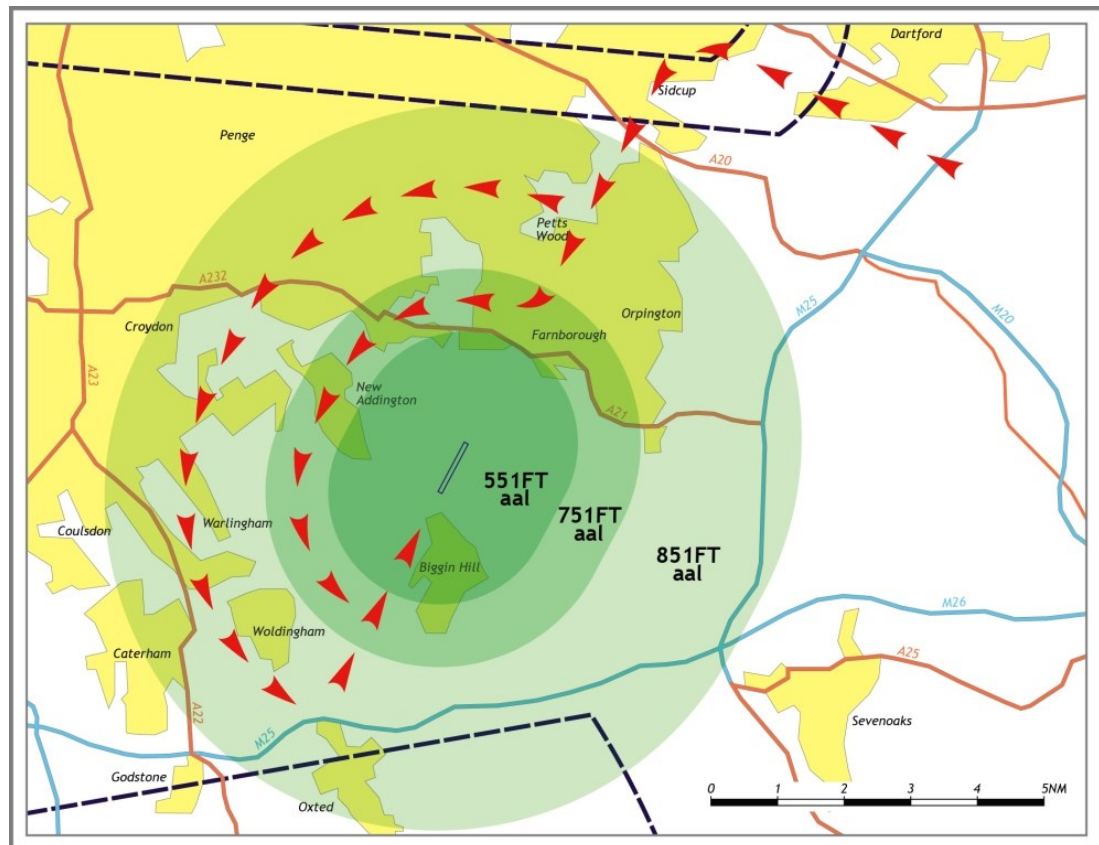 Dartford
Sidcup
Penge
A20
Petts
Wood
M25
M20
A232
Croydon
Orpington
Farnborough
A23
New
Addington
A21
551FT
aal
751FT
aal
851FT
aal
Warlingham
Coulsdon
Biggin Hill
M26
Woldingham
Caterham
A25
A22
Sevenoaks
M25
Godstone
Oxted
0 1 2 3 4 5NM